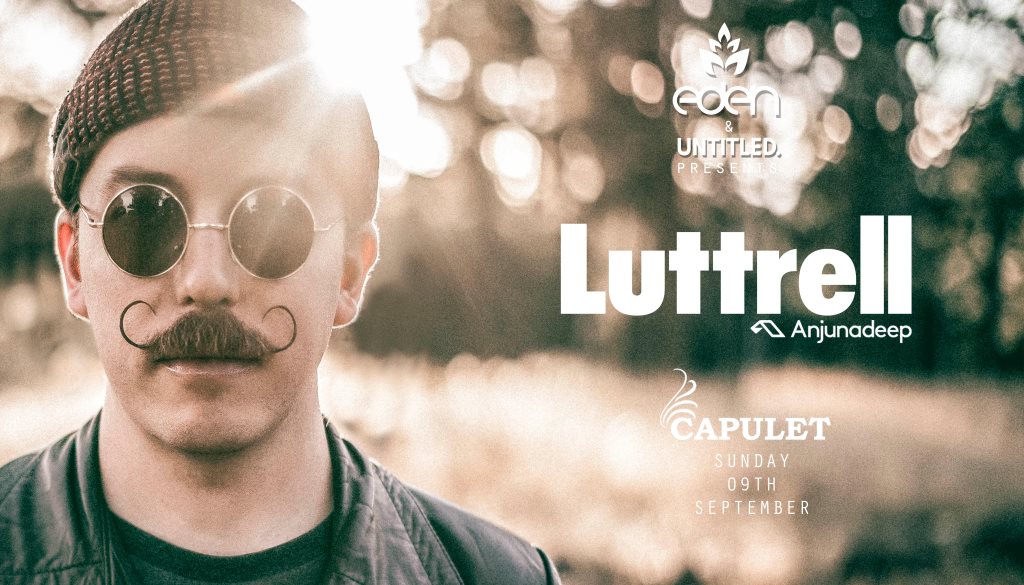 eden
&
UNTITLED.
PRESENTS
Luttrell
Anjunadeep
CAPULET
SUNDAY
09TH
SEPTEMBER